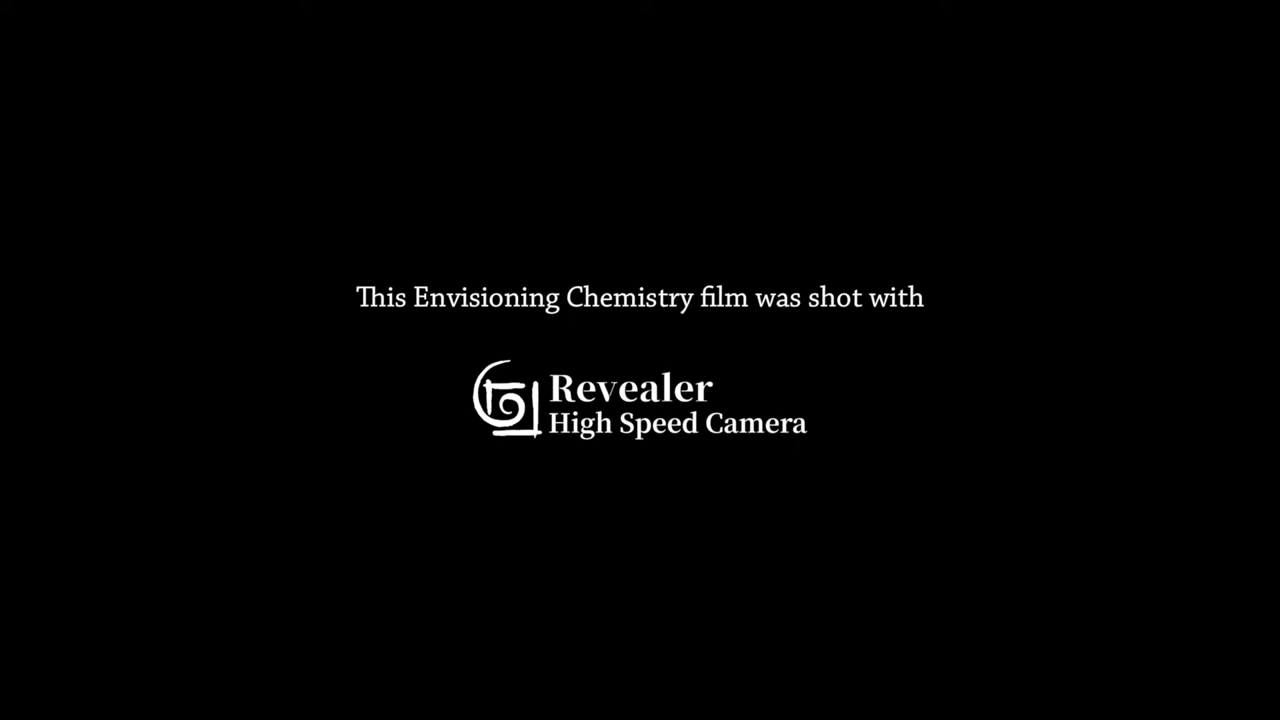 This Envisioning Chemistry film was shot with
Revealer
High Speed Camera